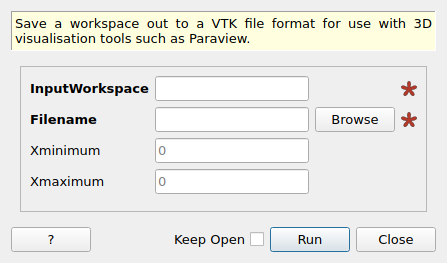 Save a workspace out to a VTK file format for use with 3D
visualisation tools such as Paraview.
InputWorkspace
Filename Browse
Xminimum 0
Xmaximum 0
? Keep Open Run Close